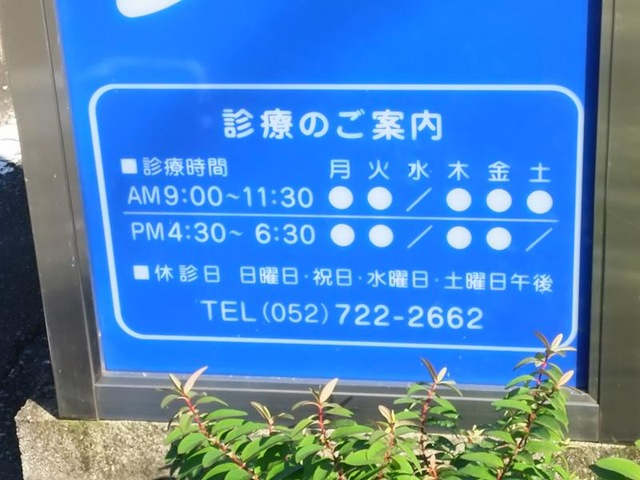 診療のご案内
■診療時間 月 火 水 木 金 土
AM9:00~11:30 ● ● / ● ● ●
PM4:30~ 6:30 ● ● / ● ● /
■休診日 日曜日・祝日・水曜日・土曜日午後
TEL(052)722-2662